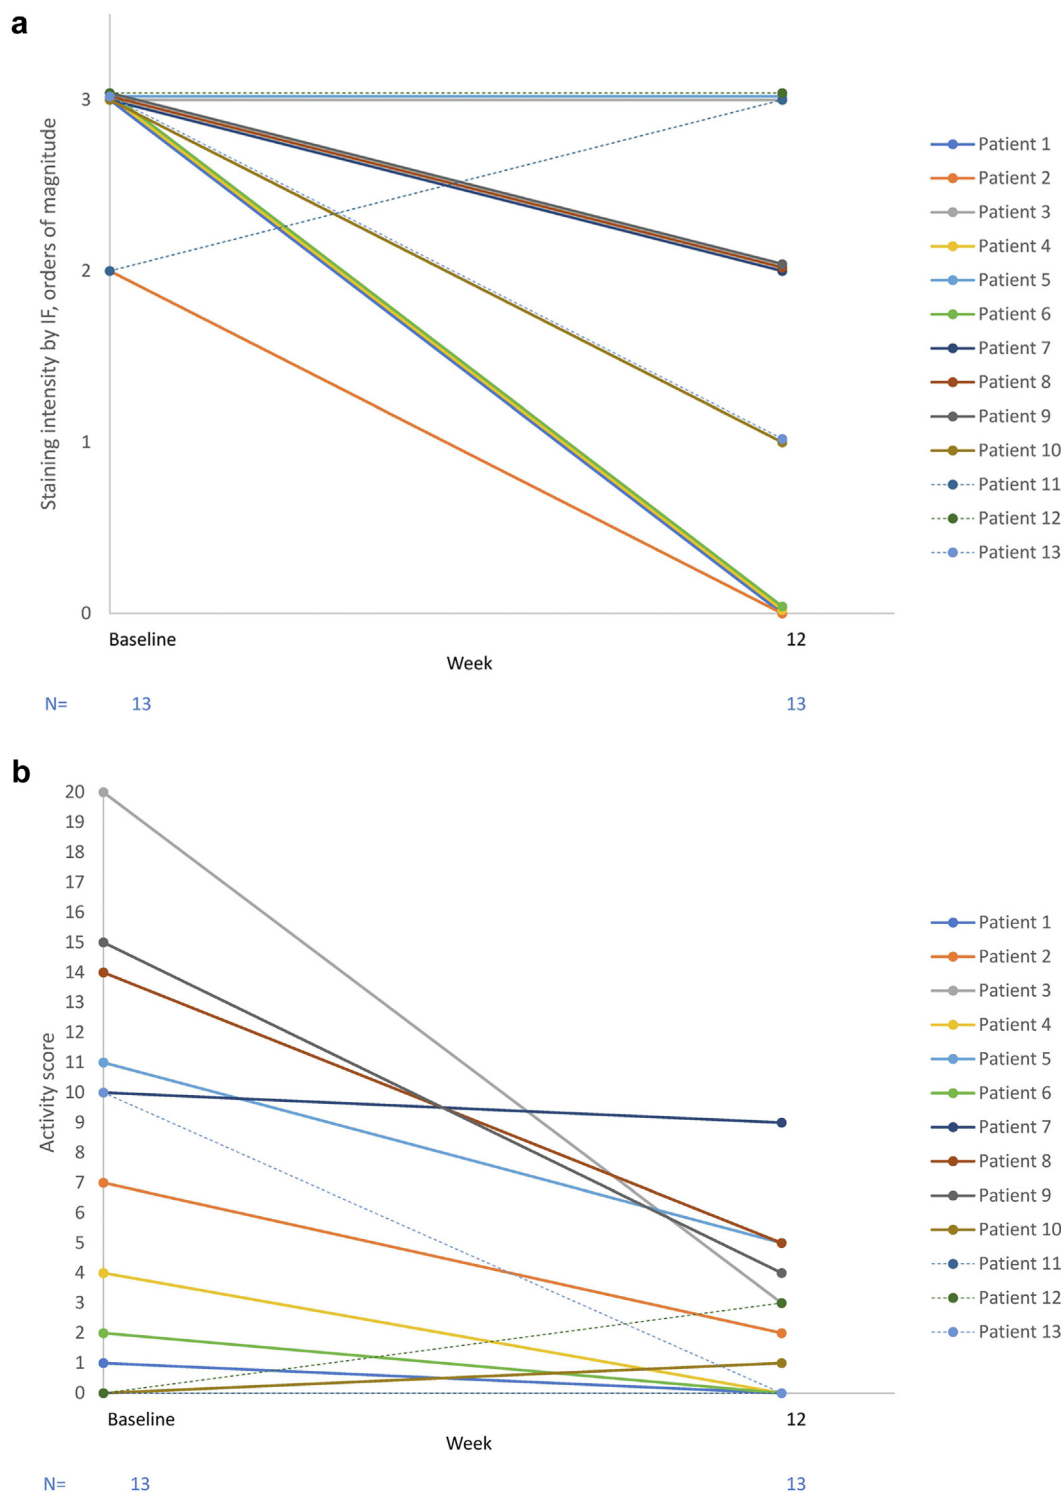 a
Staining intensity by IF, orders of magnitude
3
2
1
0
Baseline
12
Week
N=
13
13
Patient 1
Patient 2
Patient 3
Patient 4
Patient 5
Patient 6
Patient 7
Patient 8
Patient 9
Patient 10
Patient 11
Patient 12
Patient 13
b
Activity score
20
19
18
17
16
15
14
13
12
11
10
9
8
7
6
5
4
3
2
1
0
Baseline
12
Week
N=
13
13
Patient 1
Patient 2
Patient 3
Patient 4
Patient 5
Patient 6
Patient 7
Patient 8
Patient 9
Patient 10
Patient 11
Patient 12
Patient 13